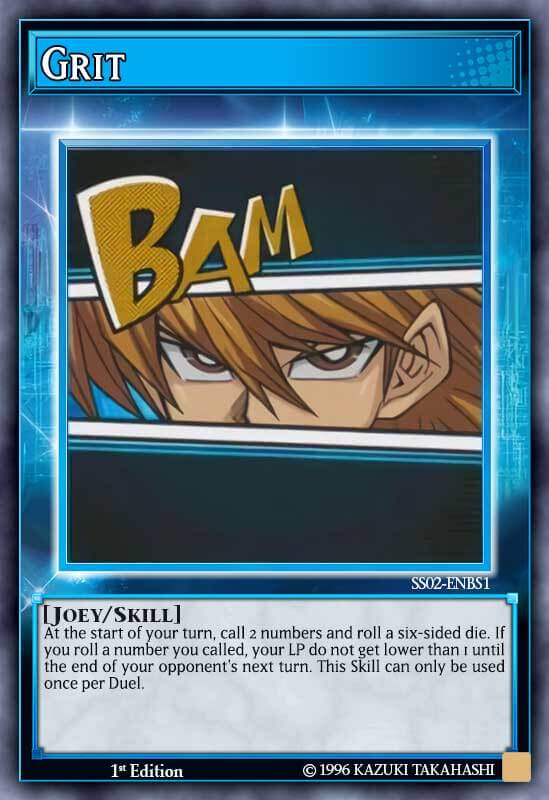 GRIT
BAM
SS02-ENBS1
[JOEY/SKILL]
At the start of your turn, call 2 numbers and roll a six-sided die. If
you roll a number you called, your LP do not get lower than 1 until
the end of your opponent's next turn. This Skill can only be used
once per Duel.
1st Edition
© 1996 KAZUKI TAKAHASHI